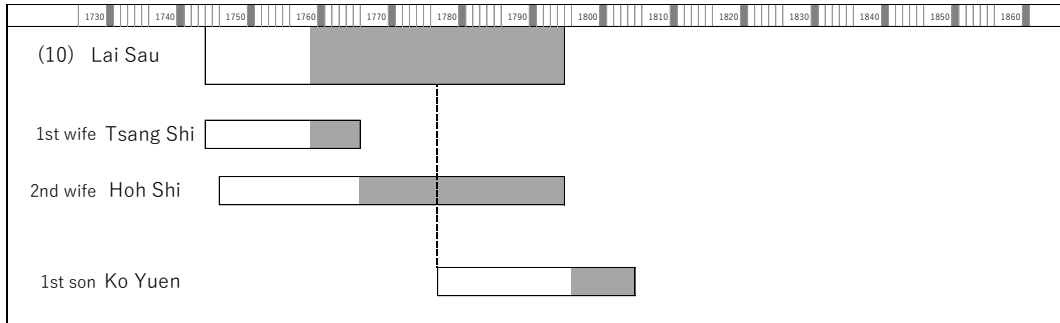 1730 1740 1750 1760 1770 1780 1790 1800 1810 1820 1830 1840 1850 1860
(10) Lai Sau
1st wife Tsang Shi
2nd wife Hoh Shi
1st son Ko Yuen